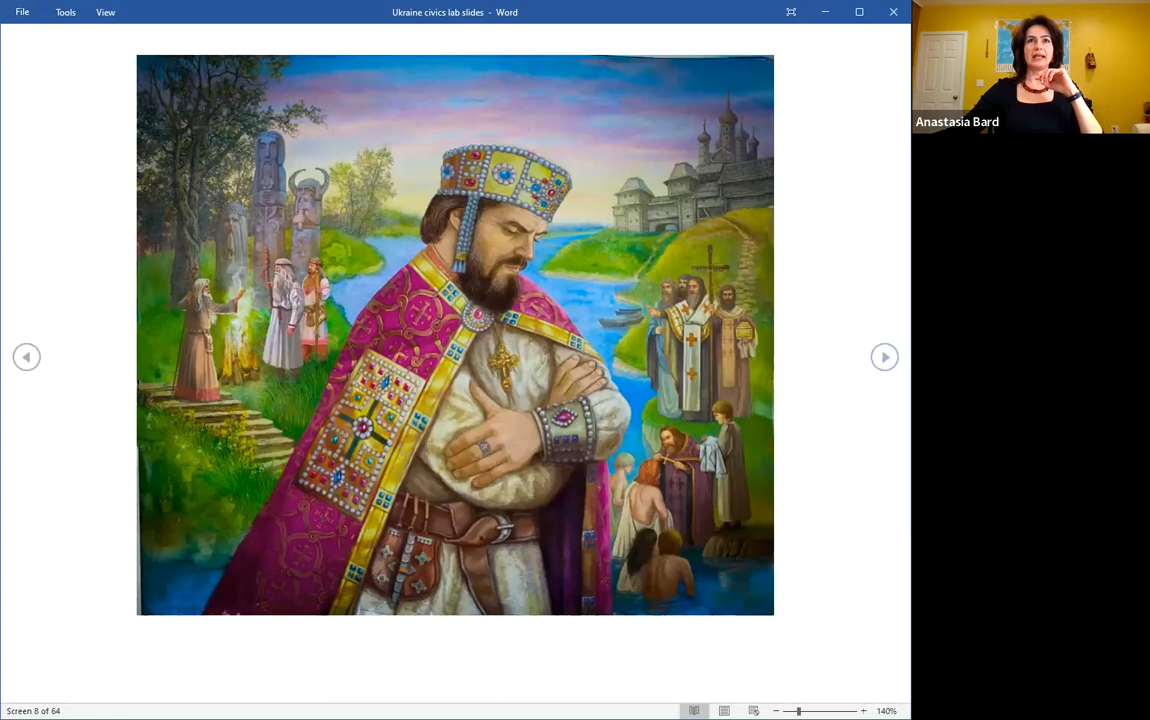 File Tools View Ukraine civics lab slides - Word
Anastasia Bard
Screen 8 of 64
140%